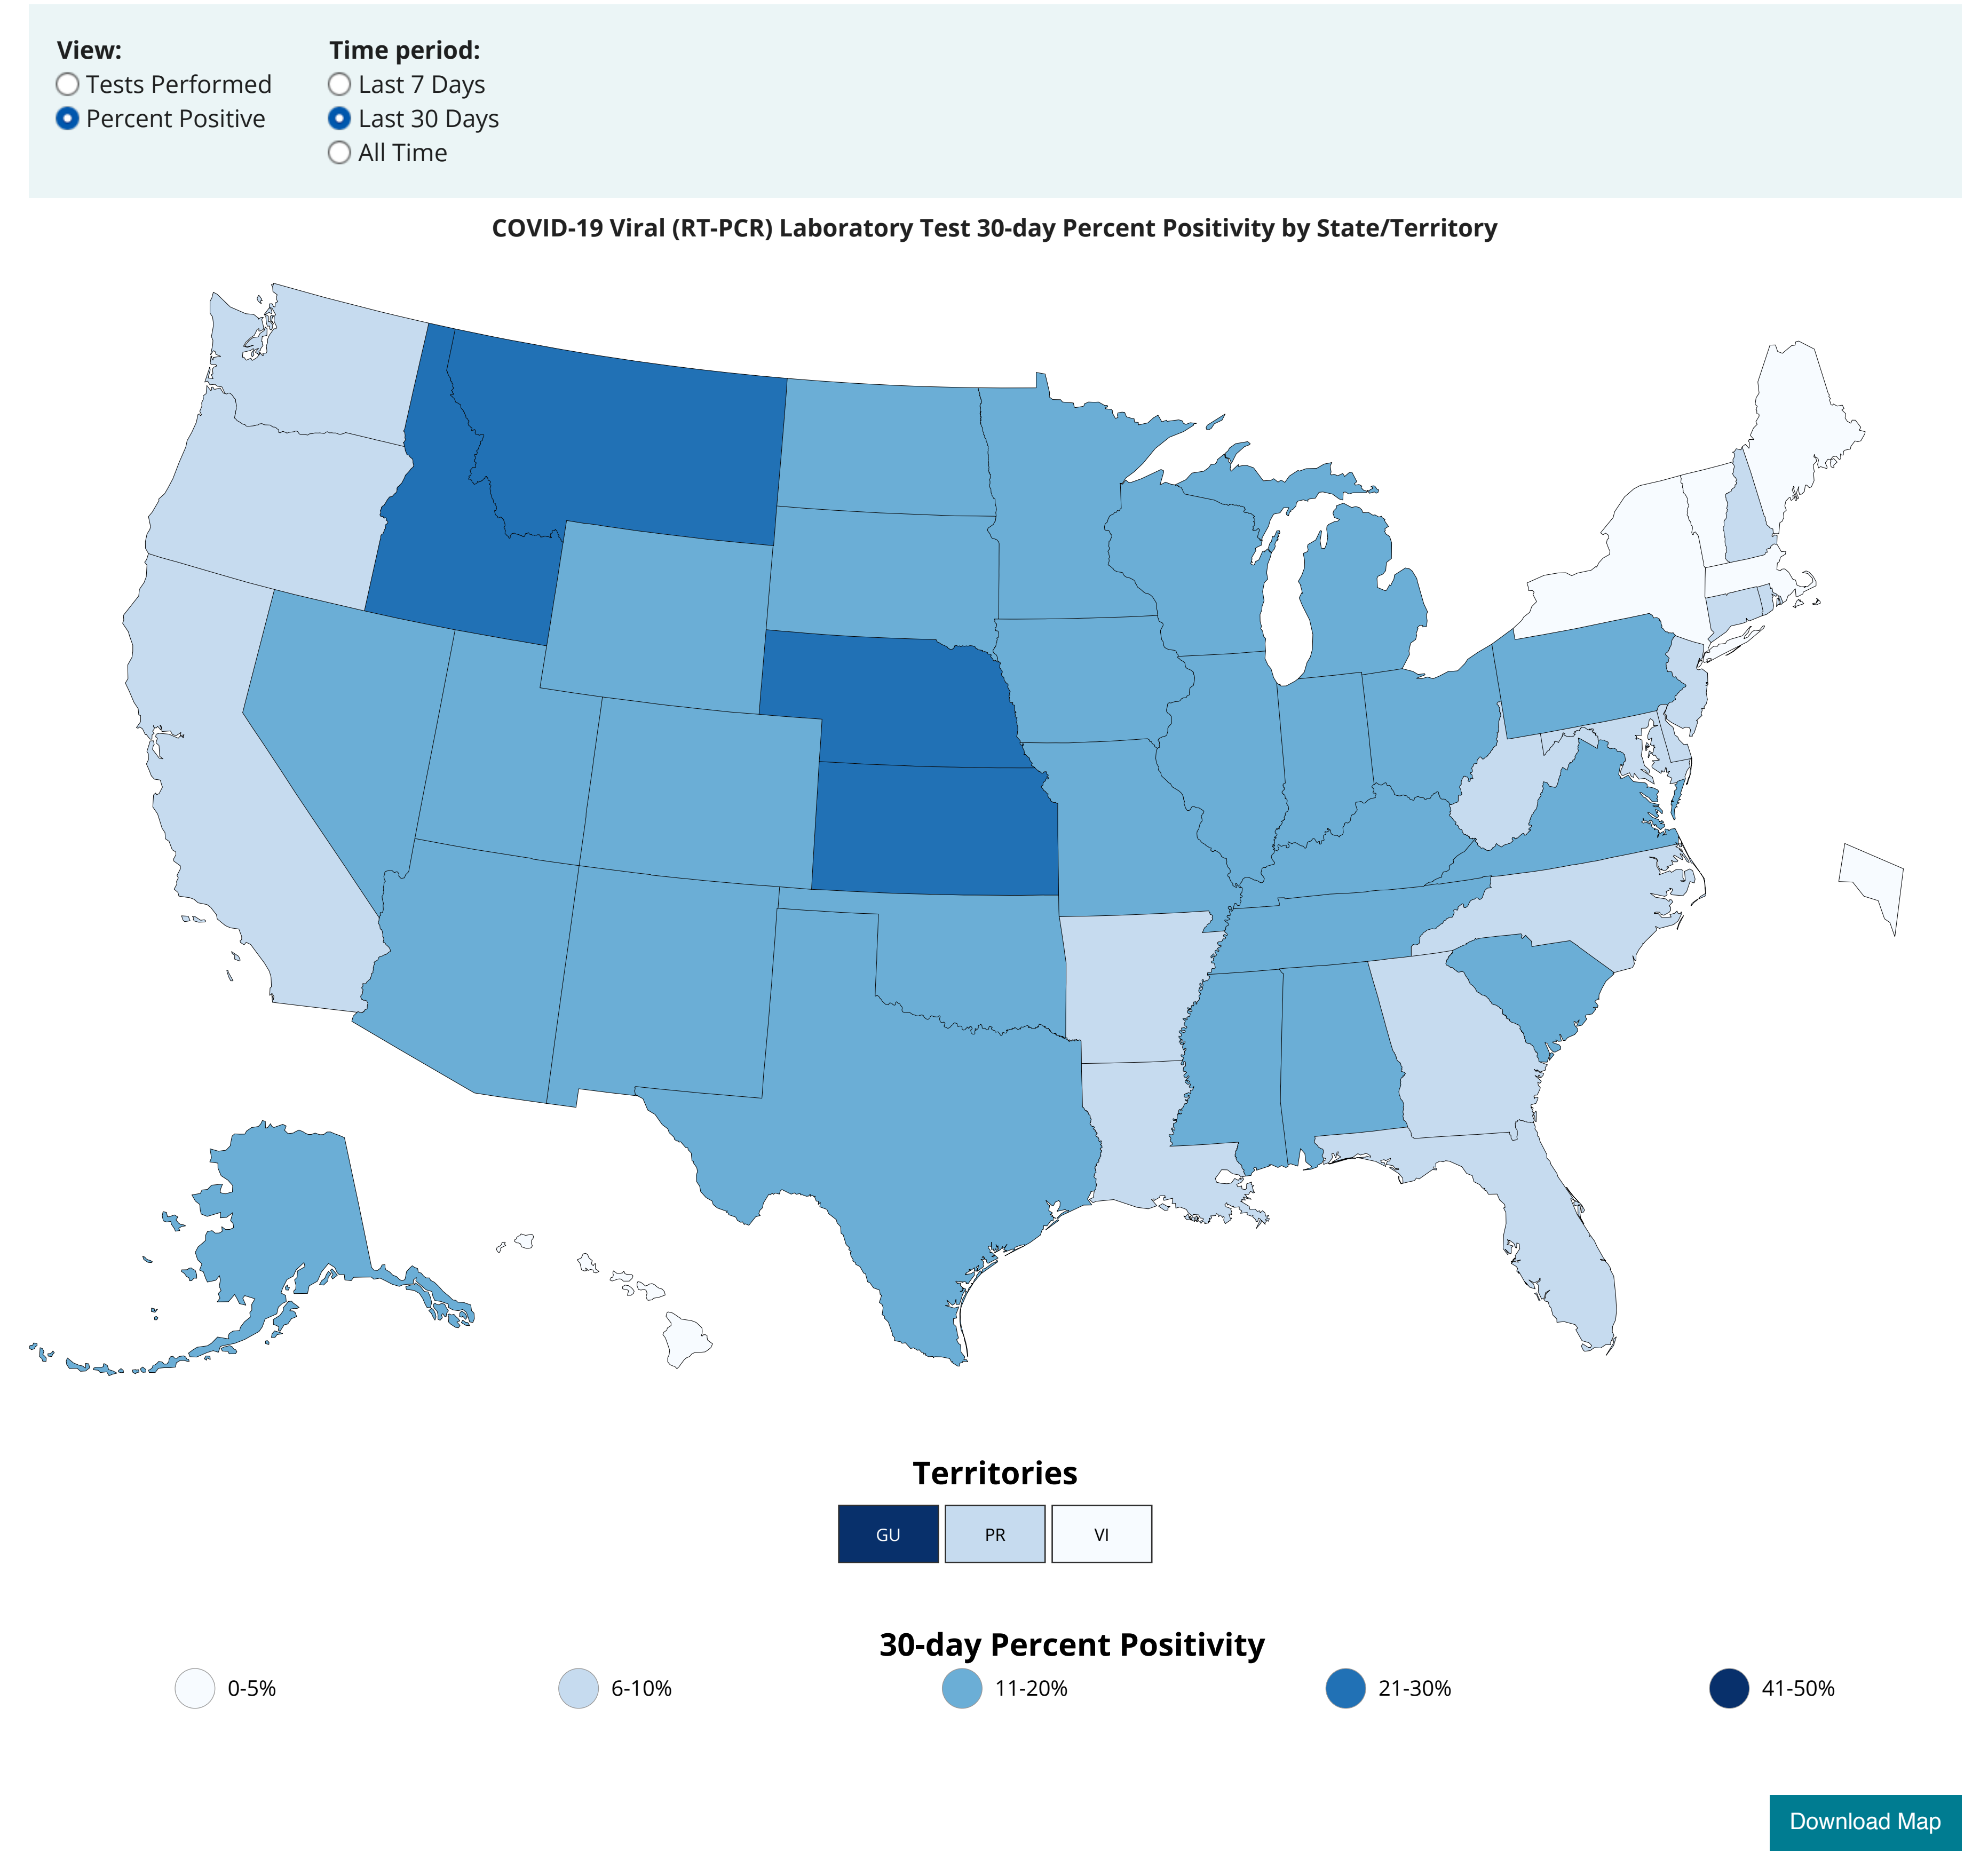 View:
Tests Performed
Percent Positive
Time period:
Last 7 Days
Last 30 Days
All Time
COVID-19 Viral (RT-PCR) Laboratory Test 30-day Percent Positivity by State/Territory
Territories
GU PR VI
30-day Percent Positivity
0-5% 6-10% 11-20% 21-30% 41-50%
Download Map